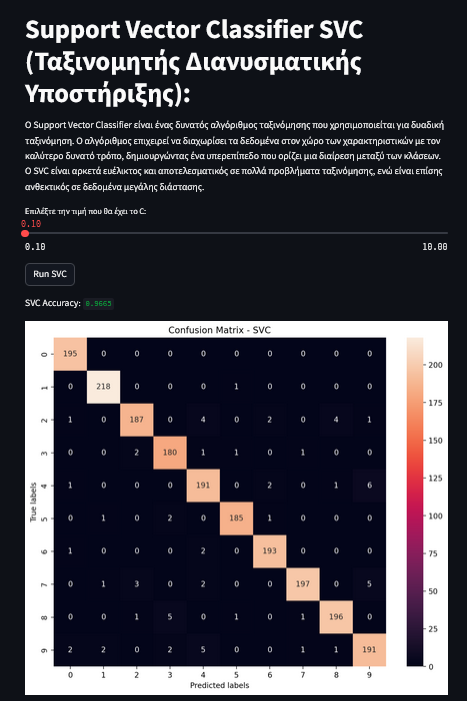 Support Vector Classifier SVC
(Ταξινομητής Διανυσματικής
Υποστήριξης):
Ο Support Vector Classifier είναι ένας δυνατός αλγόριθμος ταξινόμησης που χρησιμοποιείται για δυαδική
ταξινόμηση. Ο αλγόριθμος επιχειρεί να διαχωρίσει τα δεδομένα στον χώρο των χαρακτηριστικών με τον
καλύτερο δυνατό τρόπο, δημιουργώντας ένα υπερεπίπεδο που ορίζει μια διαίρεση μεταξύ των κλάσεων.
Ο SVC είναι αρκετά ευέλικτος και αποτελεσματικός σε πολλά προβλήματα ταξινόμησης, ενώ είναι επίσης
ανθεκτικός σε δεδομένα μεγάλης διάστασης.
Επιλέξτε την τιμή που θα έχει το C:
0.10
0.10 10.00
Run SVC
SVC Accuracy: 0.9665
Confusion Matrix - SVC
0 195 0 0 0 0 0 0 0 0 0
1 0 218 0 0 0 1 0 0 0 0
2 1 0 187 0 4 0 2 0 4 1
3 0 0 2 180 1 1 0 1 0 0
4 1 0 0 0 191 0 2 0 1 6
5 0 1 0 2 0 185 1 0 0 0
6 1 0 0 0 2 0 193 0 0 0
7 0 1 3 0 2 0 0 197 0 5
8 0 0 1 5 0 1 0 1 196 0
9 2 2 0 2 5 0 0 1 1 191
0 1 2 3 4 5 6 7 8 9
True labels
Predicted labels
200
175
150
125
100
75
50
25
0